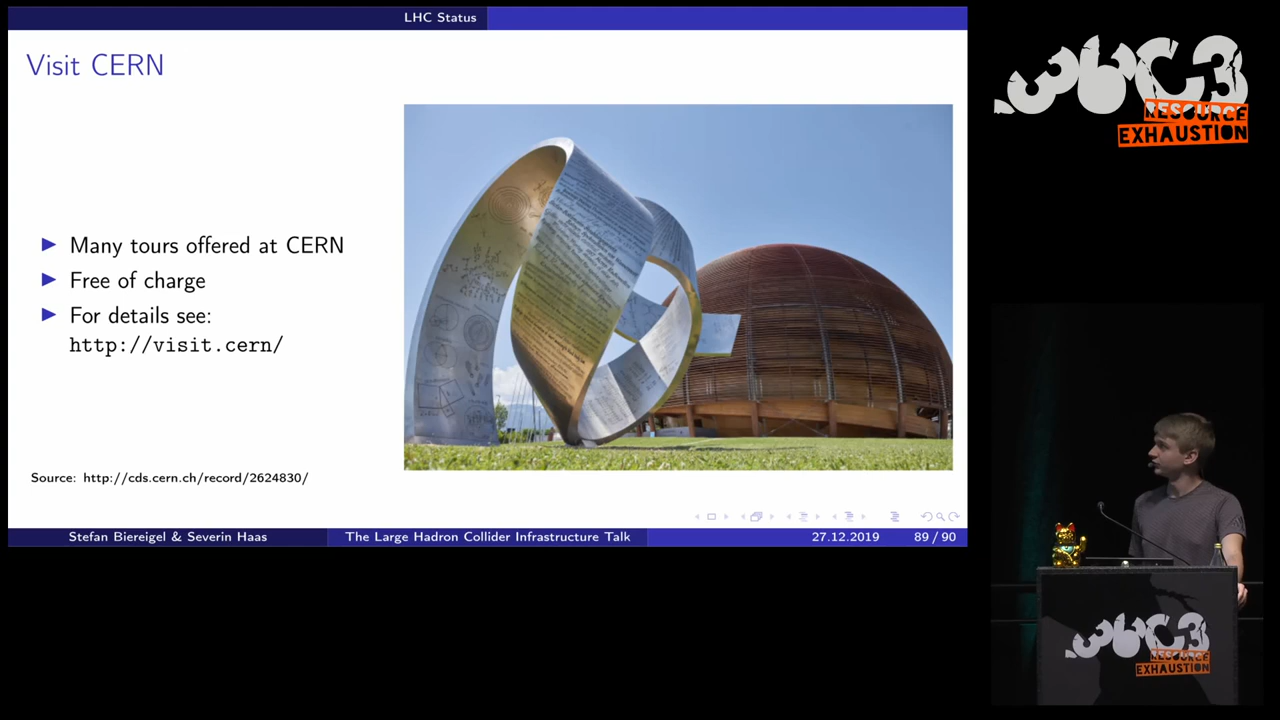 LHC Status
Visit CERN
Many tours offered at CERN
Free of charge
For details see:
http://visit.cern/
Source: http://cds.cern.ch/record/2624830/
Stefan Biereigel & Severin Haas
The Large Hadron Collider Infrastructure Talk
27.12.2019
89 / 90
36C3
RESOURCE
EXHAUSTION
36C3
RESOURCE
EXHAUSTION